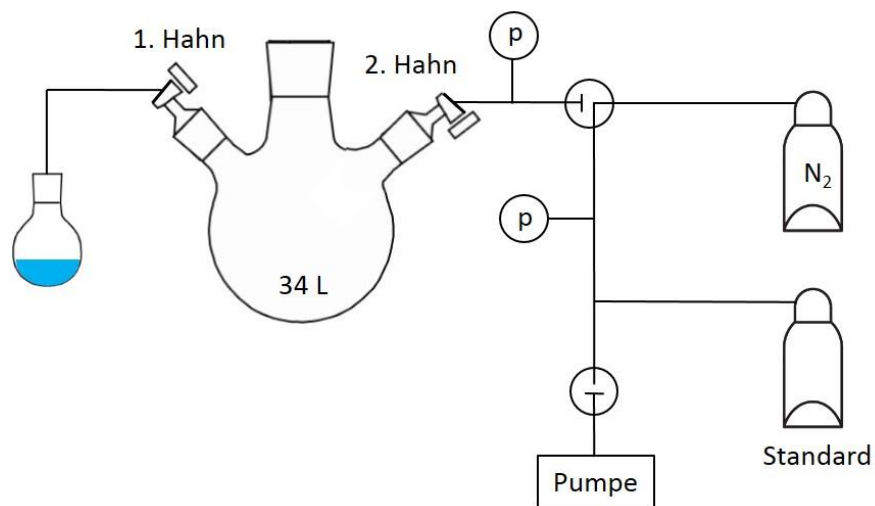 1. Hahn
2. Hahn
p
N₂
p
34 L
Standard
Pumpe